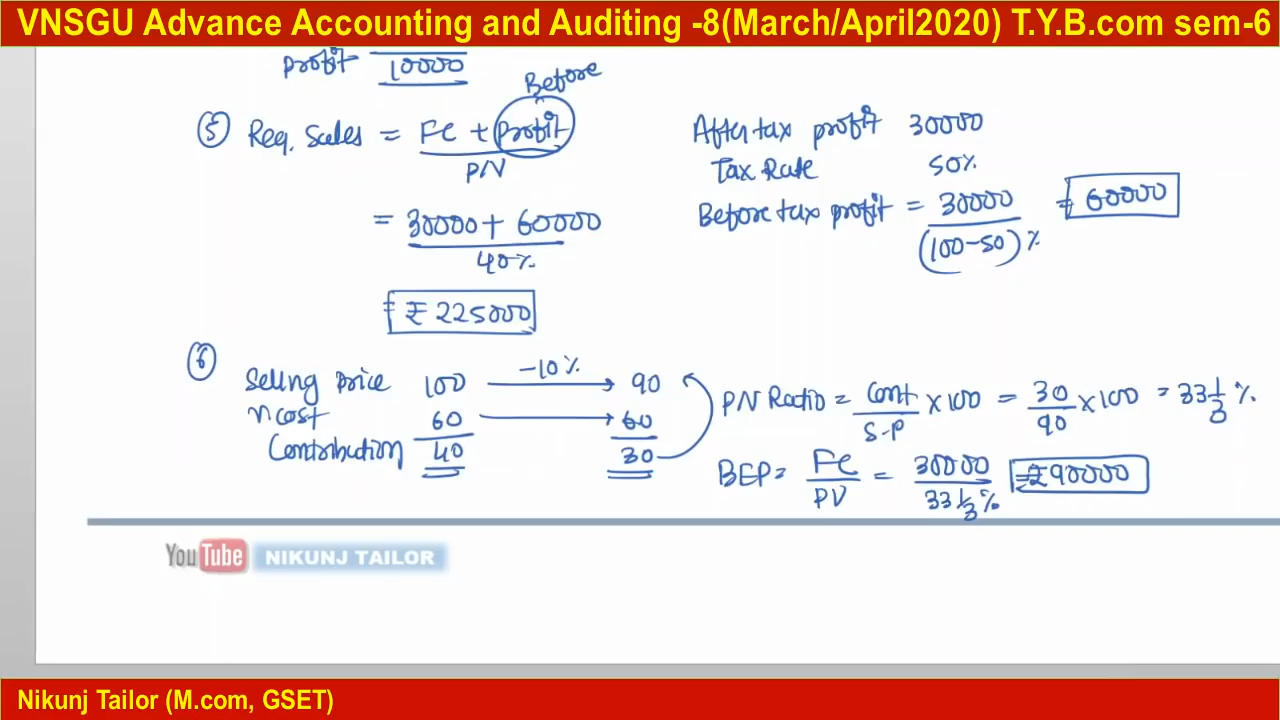 VNSGU Advance Accounting and Auditing -8(March/April2020) T.Y.B.com sem-6
Profit 10000
Before
⑤ Req. Sales = FC + Profit
P/V
= 30000 + 60000
40%
= ₹ 225000
After tax profit 30000
Tax Rate 50%
Before tax profit = 30000 = 60000
(100-50)%
⑥
Selling price 100 -10% → 90
V cost 60 → 60
Contribution 40 30
P/V Ratio = Cont × 100 = 30 × 100 = 33 1/3 %
S.P 90
BEP = FC = 30000 = ₹ 90000
PV 33 1/3 %
YouTube NIKUNJ TAILOR
Nikunj Tailor (M.com, GSET)